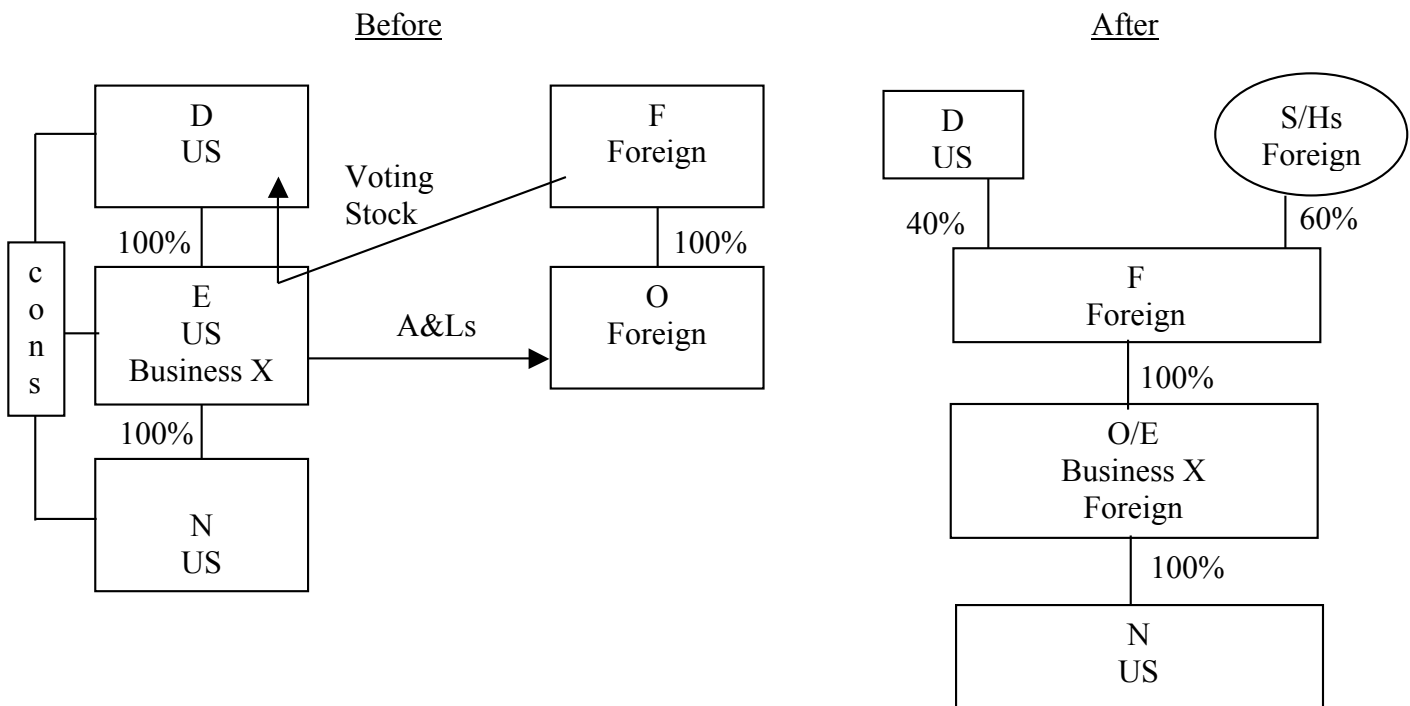 Before
D
US
F
Foreign
Voting
Stock
100%
100%
c
o
n
s
E
US
Business X
A&Ls
O
Foreign
100%
N
US
After
D
US
S/Hs
Foreign
40%
60%
F
Foreign
100%
O/E
Business X
Foreign
100%
N
US